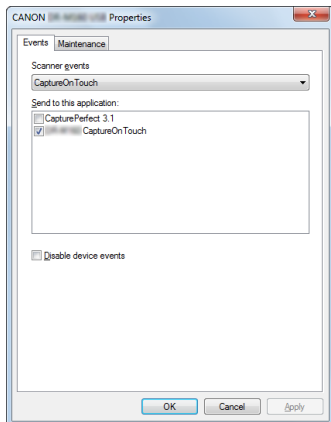 CANON USB Properties
Events Maintenance
Scanner events
CaptureOnTouch
Send to this application:
CapturePerfect 3.1
CaptureOnTouch
Disable device events
OK Cancel Apply